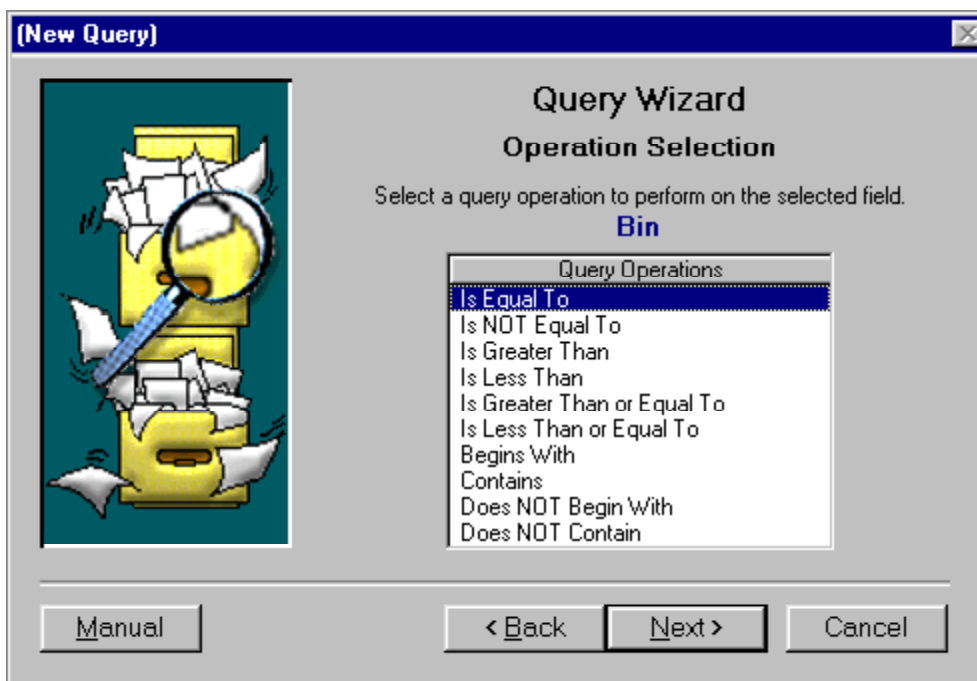 (New Query)
Query Wizard
Operation Selection
Select a query operation to perform on the selected field.
Bin
Query Operations
Is Equal To
Is NOT Equal To
Is Greater Than
Is Less Than
Is Greater Than or Equal To
Is Less Than or Equal To
Begins With
Contains
Does NOT Begin With
Does NOT Contain
Manual
< Back
Next >
Cancel